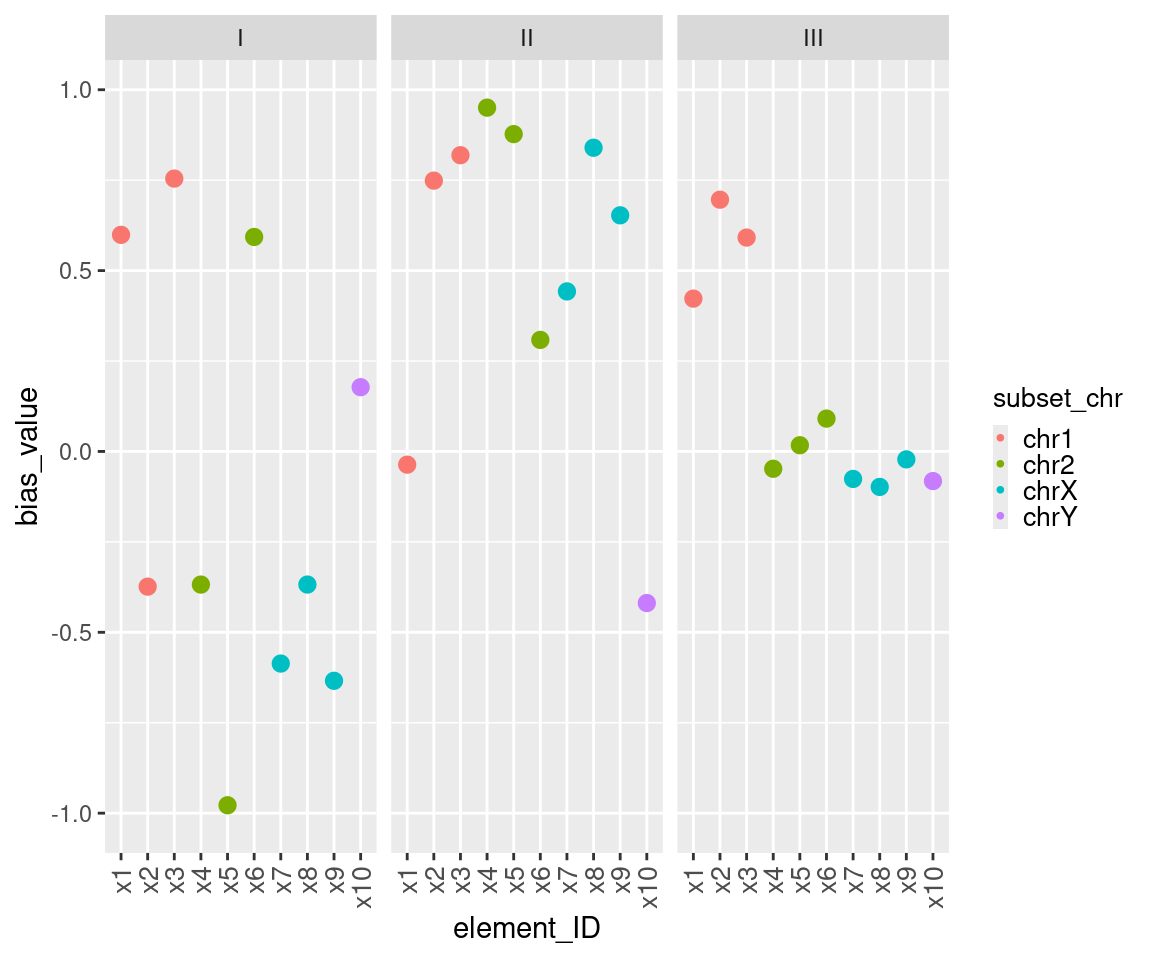 I II III
1.0
0.5
0.0
-0.5
-1.0
bias_value
x1 x2 x3 x4 x5 x6 x7 x8 x9 x10 x1 x2 x3 x4 x5 x6 x7 x8 x9 x10 x1 x2 x3 x4 x5 x6 x7 x8 x9 x10
element_ID
subset_chr
chr1
chr2
chrX
chrY